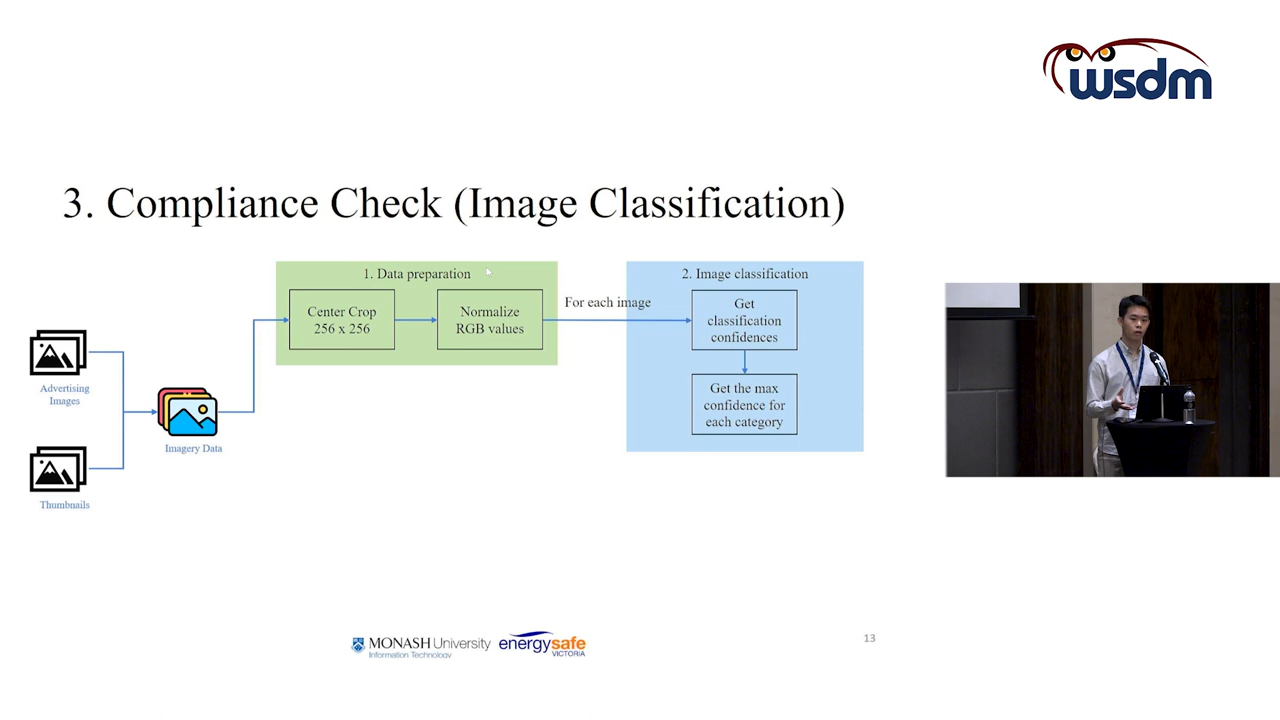 wsdm
3. Compliance Check (Image Classification)
1. Data preparation
Center Crop
256 x 256
Normalize
RGB values
For each image
2. Image classification
Get
classification
confidences
Get the max
confidence for
each category
Advertising
Images
Imagery Data
Thumbnails
MONASH University
Information Technology
energysafe
VICTORIA
13